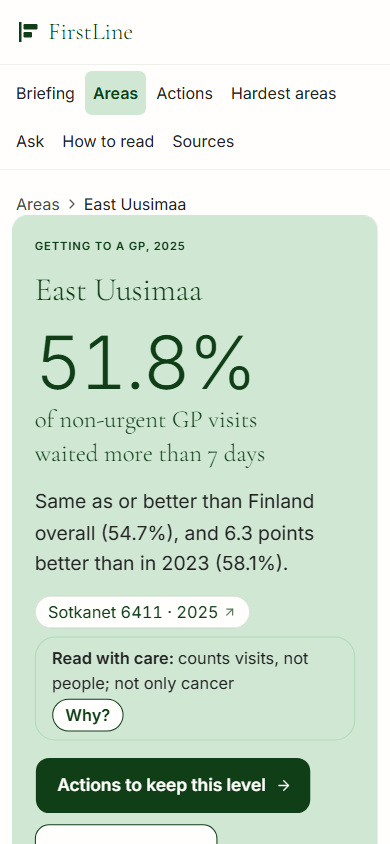 FirstLine
Briefing Areas Actions Hardest areas
Ask How to read Sources
Areas > East Uusimaa
GETTING TO A GP, 2025
East Uusimaa
51.8%
of non-urgent GP visits
waited more than 7 days
Same as or better than Finland
overall (54.7%), and 6.3 points
better than in 2023 (58.1%).
Sotkanet 6411 · 2025 ↗
Read with care: counts visits, not
people; not only cancer
Why?
Actions to keep this level →